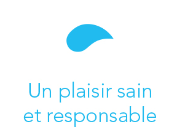 Un plaisir sain
et responsable